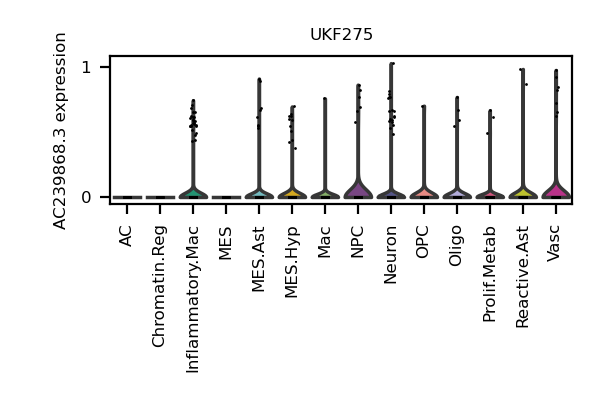 UKF275
AC239868.3 expression
1
0
AC
Chromatin.Reg
Inflammatory.Mac
MES
MES.Ast
MES.Hyp
Mac
NPC
Neuron
OPC
Oligo
Prolif.Metab
Reactive.Ast
Vasc